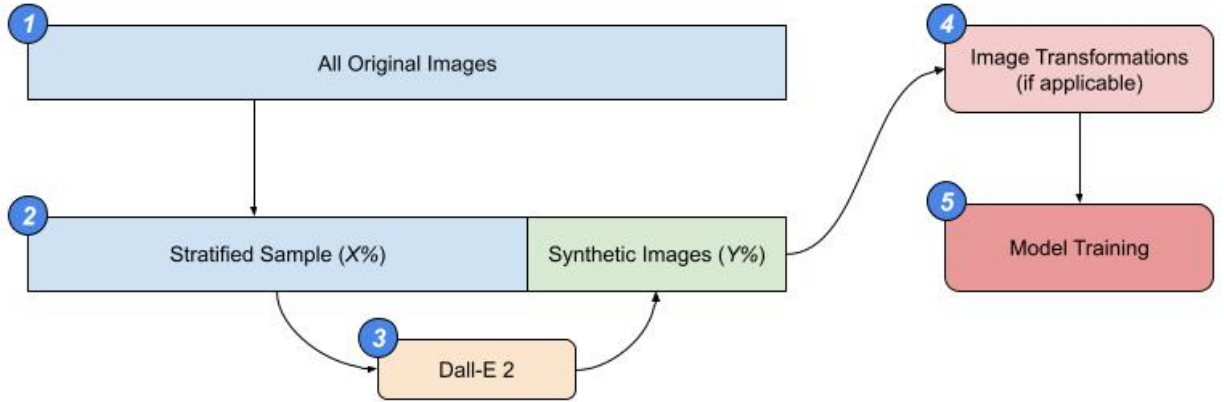 1
All Original Images
2
Stratified Sample (X%)
Synthetic Images (Y%)
3
Dall-E 2
4
Image Transformations
(if applicable)
5
Model Training